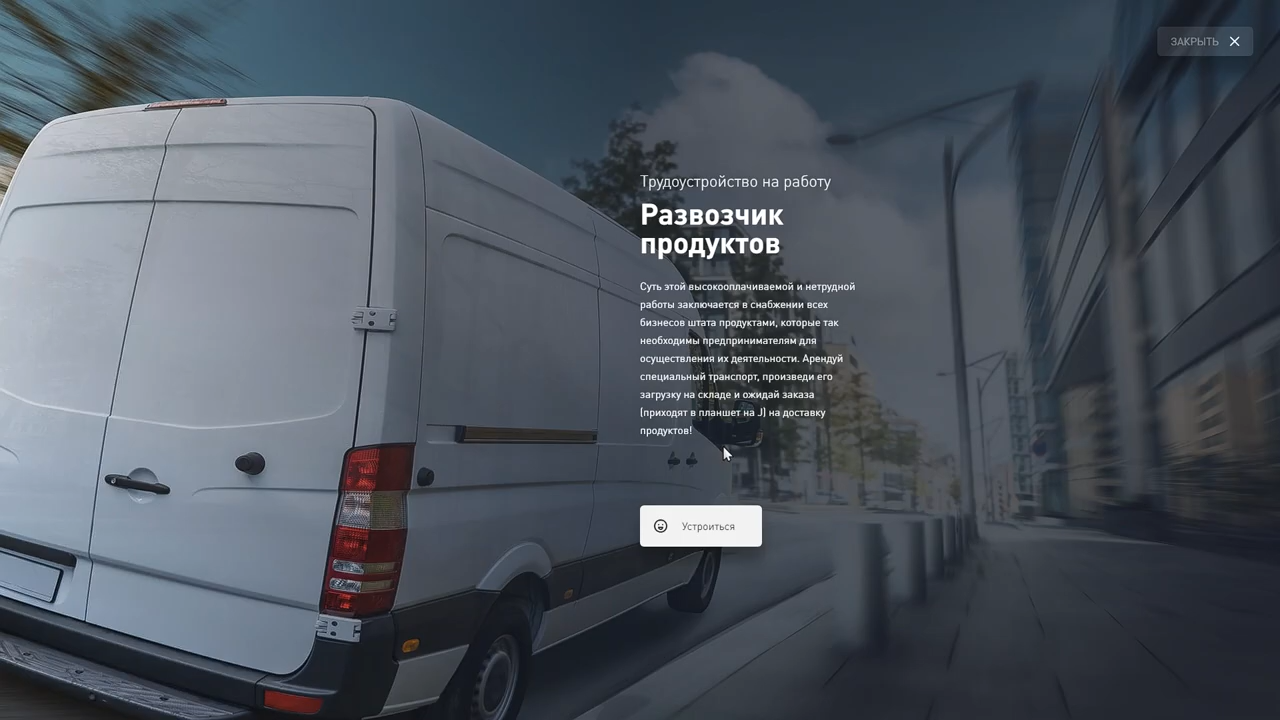 ЗАКРЫТЬ
Трудоустройство на работу
Развозчик
продуктов
Суть этой высокооплачиваемой и нетрудной
работы заключается в снабжении всех
бизнесов штата продуктами, которые так
необходимы предпринимателям для
осуществления их деятельности. Арендуй
специальный транспорт, произведи его
загрузку на складе и ожидай заказа
(приходят в планшет на J) на доставку
продуктов!
Устроиться